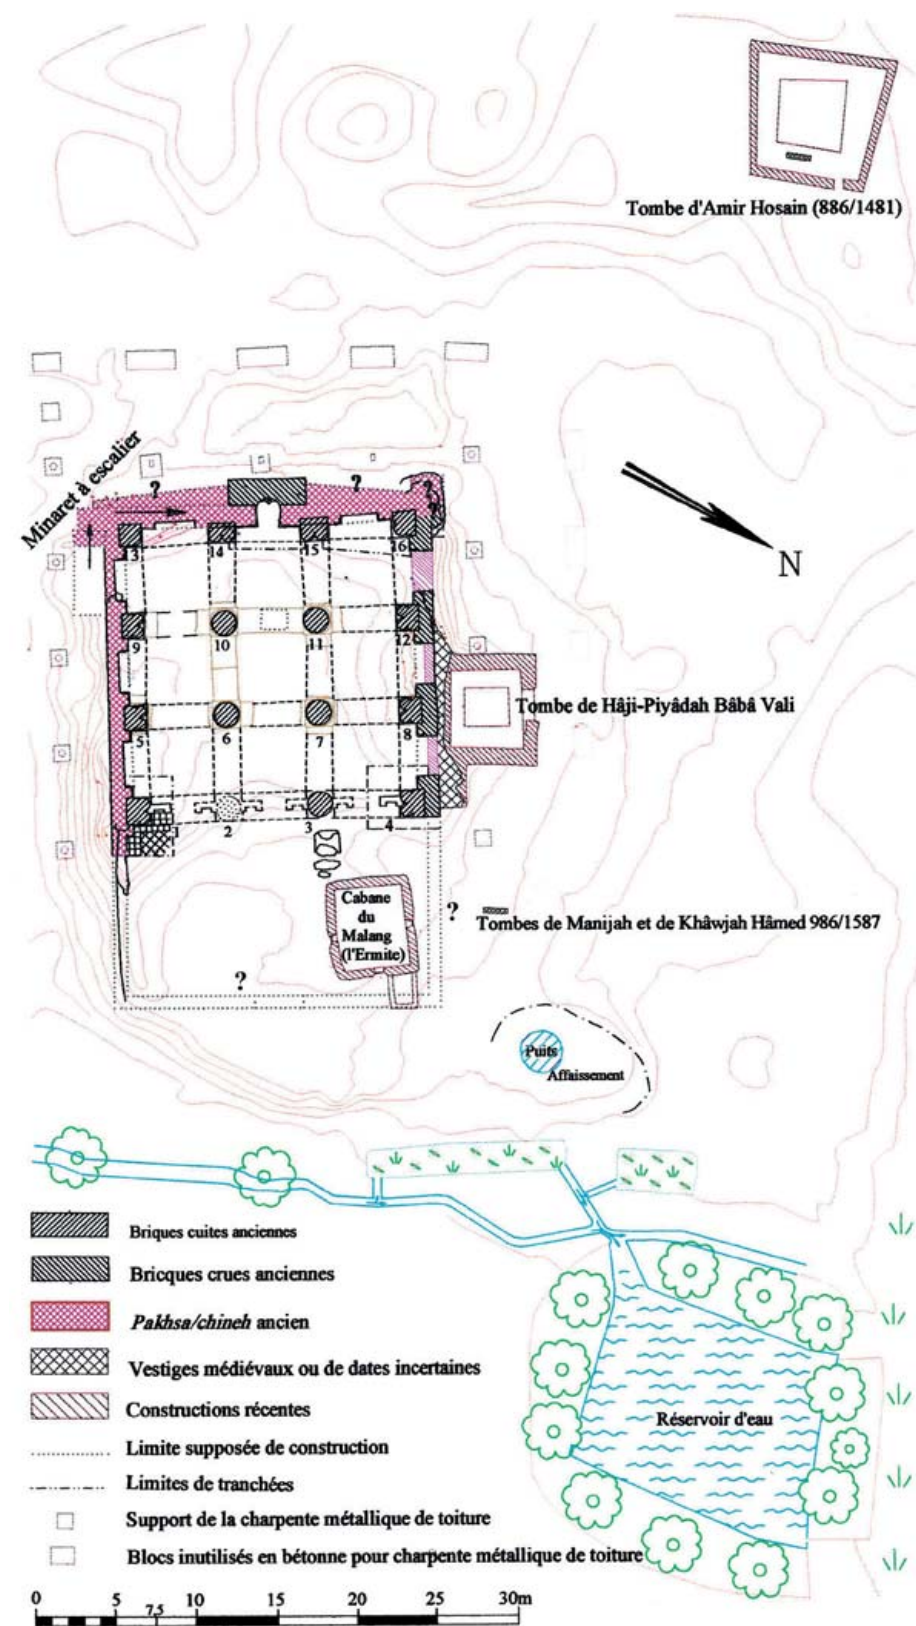 Tombe d'Amir Hosain (886/1481)
Minaret à escalier
?
?
?
?
N
13
14
15
16
9
10
11
12
Tombe de Hâji-Piyâdah Bâbâ Vali
5
6
7
8
1
2
3
4
Cabane
du
Malang
(l'Ermite)
?
Tombes de Manijah et de Khâwjah Hâmed 986/1587
?
Puits
Affaissement
Briques cuites anciennes
Bricques crues anciennes
Pakhsa/chineh ancien
Vestiges médiévaux ou de dates incertaines
Constructions récentes
Réservoir d'eau
Limite supposée de construction
Limites de tranchées
Support de la charpente métallique de toiture
Blocs inutilisés en bétonne pour charpente métallique de toiture
0 5 7,5 10 15 20 25 30m